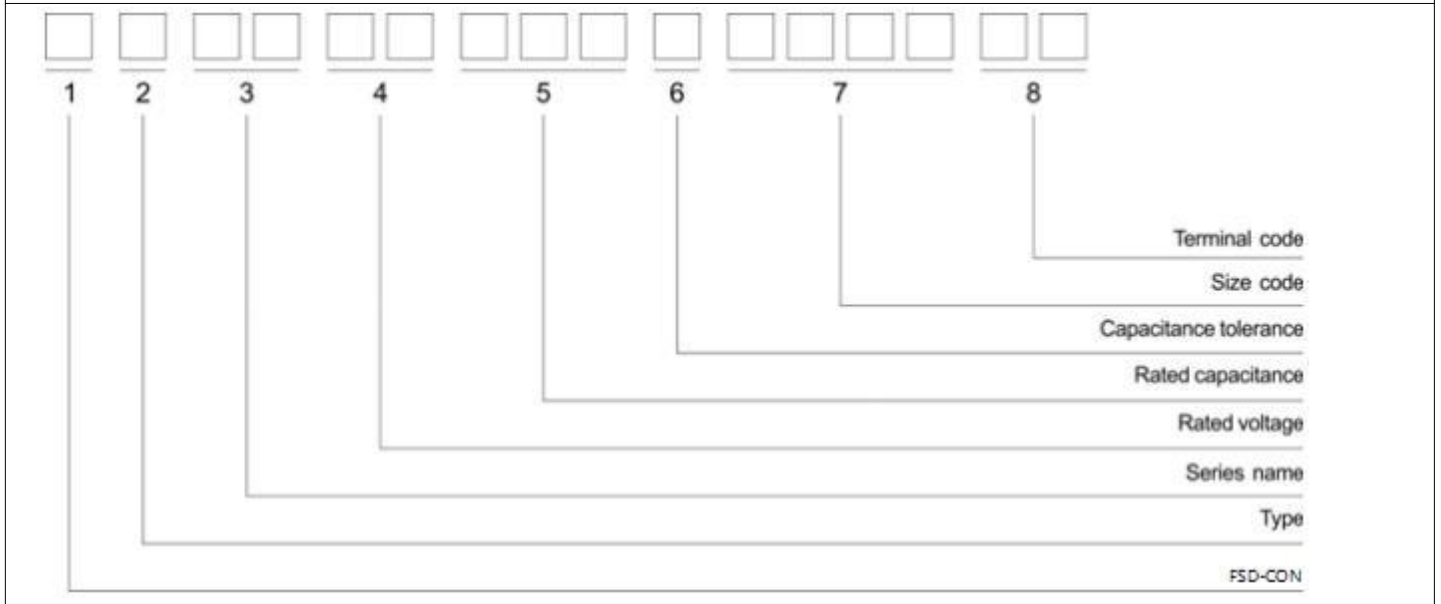 1 2 3 4 5 6 7 8
Terminal code
Size code
Capacitance tolerance
Rated capacitance
Rated voltage
Series name
Type
FSD-CON